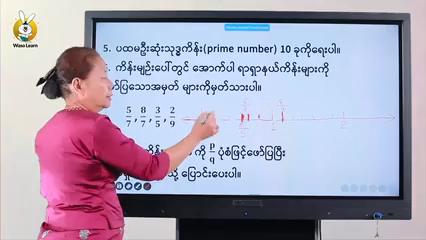 Wasa Learn
5. ပထမဦးဆုံးသုဒ္ဓကိန်း(prime number) 10 ခုကိုရေးပါ။
ကိန်းမျဉ်းပေါ်တွင် အောက်ပါ ရာရှာနယ်ကိန်းများကို
ပ်ပြသောအမှတ် များကိုမှတ်သားပါ။
5/7, 8/7, 3/5, 2/9
ကို p/q ပုံစံဖြင့်ဖော်ပြပြီး
ပြောင်းပေးပါ။